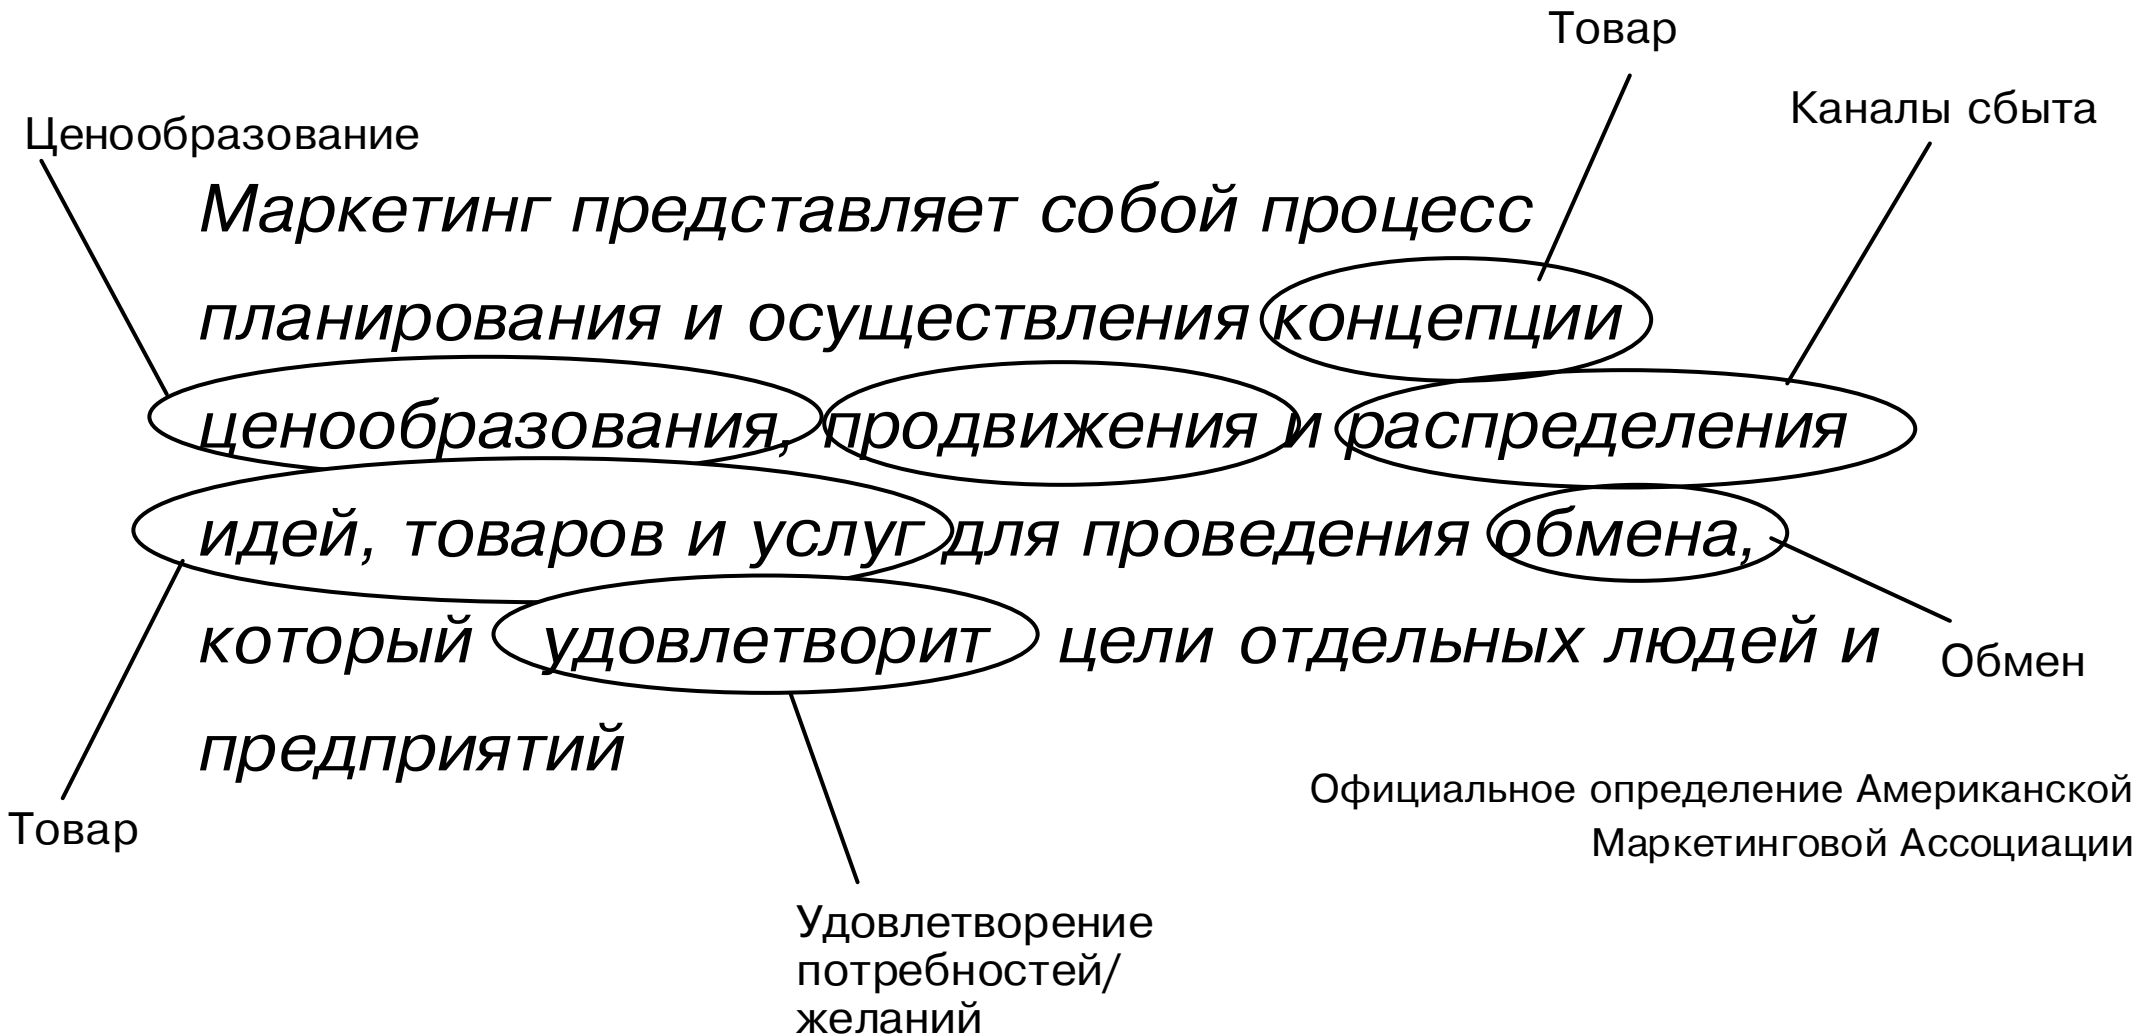 Товар
Каналы сбыта
Ценообразование
Маркетинг представляет собой процесс
планирования и осуществления концепции
ценообразования, продвижения и распределения
идей, товаров и услуг для проведения обмена,
который удовлетворит цели отдельных людей и
Обмен
предприятий
Официальное определение Американской
Маркетинговой Ассоциации
Товар
Удовлетворение
потребностей/
желаний